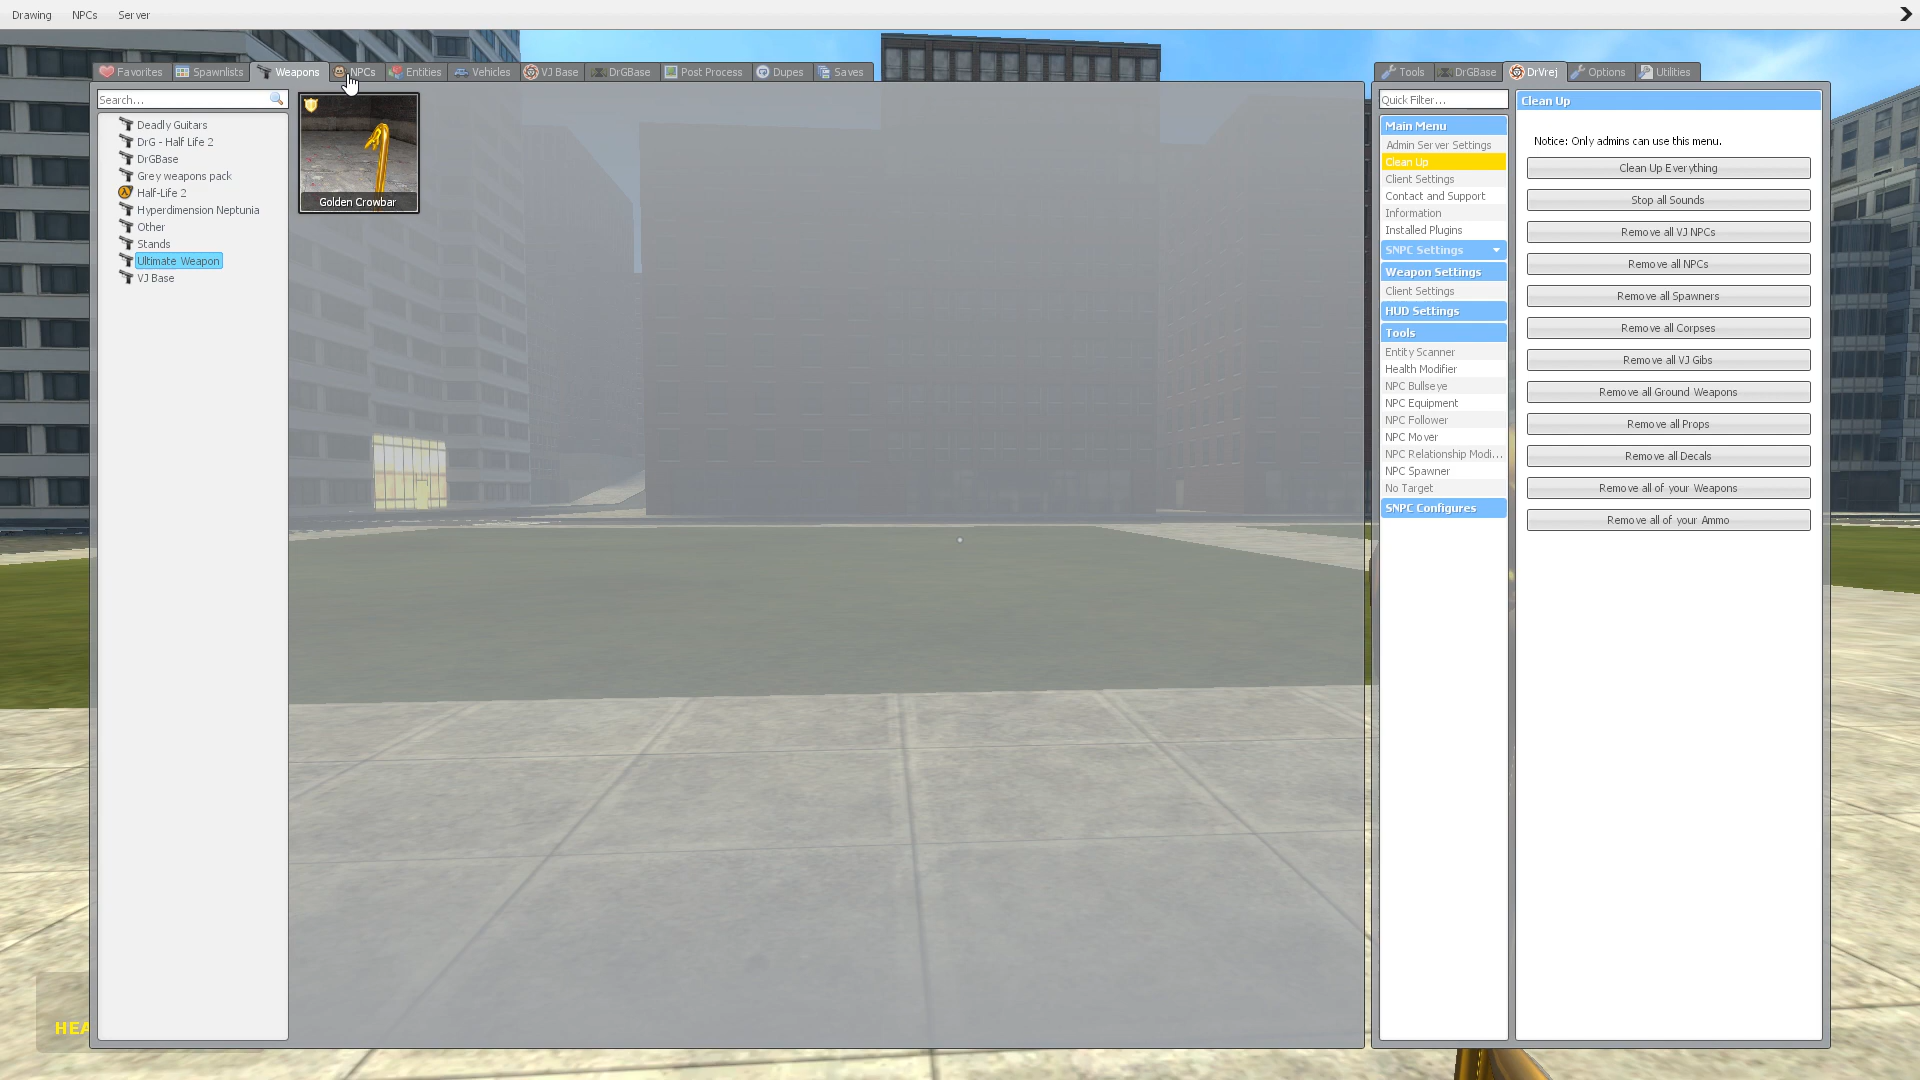 Drawing NPCs Server
Favorites Spawnlists Weapons NPCs Entities Vehicles VJ Base DrGBase Post Process Dupes Saves
Search...
Deadly Guitars
DrG - Half Life 2
DrGBase
Grey weapons pack
Half-Life 2
Hyperdimension Neptunia
Other
Stands
Ultimate Weapon
VJ Base
Golden Crowbar
HEA
Tools DrGBase DrVrej Options Utilities
Quick Filter...
Main Menu
Admin Server Settings
Clean Up
Client Settings
Contact and Support
Information
Installed Plugins
SNPC Settings
Weapon Settings
Client Settings
HUD Settings
Tools
Entity Scanner
Health Modifier
NPC Bullseye
NPC Equipment
NPC Follower
NPC Mover
NPC Relationship Modi...
NPC Spawner
No Target
SNPC Configures
Clean Up
Notice: Only admins can use this menu.
Clean Up Everything
Stop all Sounds
Remove all VJ NPCs
Remove all NPCs
Remove all Spawners
Remove all Corpses
Remove all VJ Gibs
Remove all Ground Weapons
Remove all Props
Remove all Decals
Remove all of your Weapons
Remove all of your Ammo